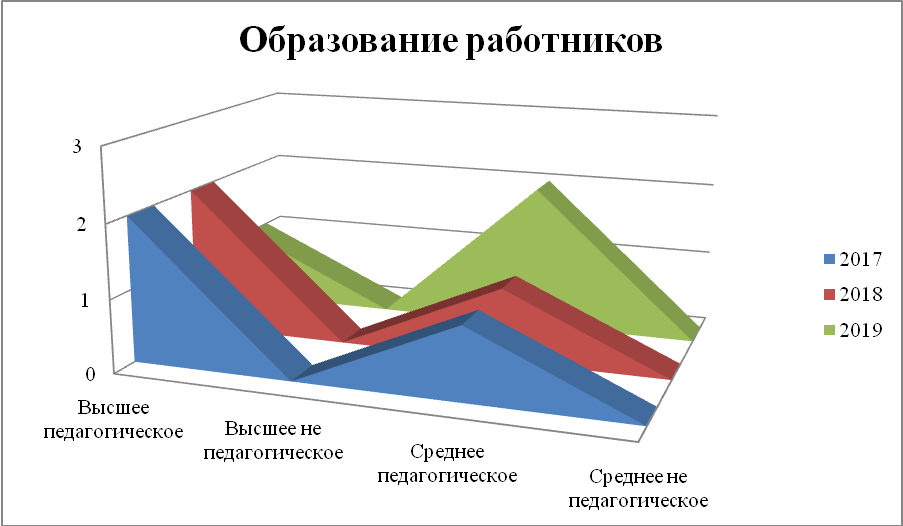 Образование работников
3
2
1
0
Высшее
педагогическое
Высшее не
педагогическое
Среднее
педагогическое
Среднее не
педагогическое
2017
2018
2019